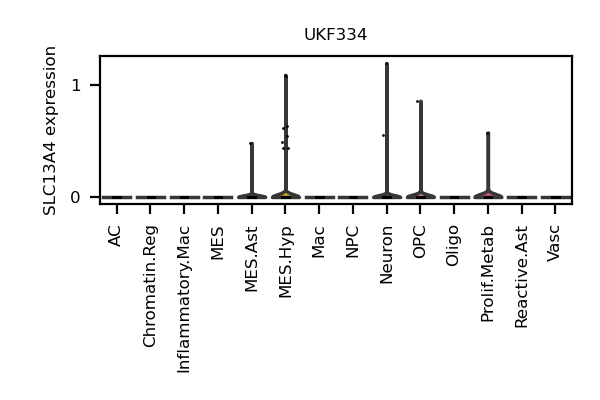 UKF334
SLC13A4 expression
1
0
AC
Chromatin.Reg
Inflammatory.Mac
MES
MES.Ast
MES.Hyp
Mac
NPC
Neuron
OPC
Oligo
Prolif.Metab
Reactive.Ast
Vasc